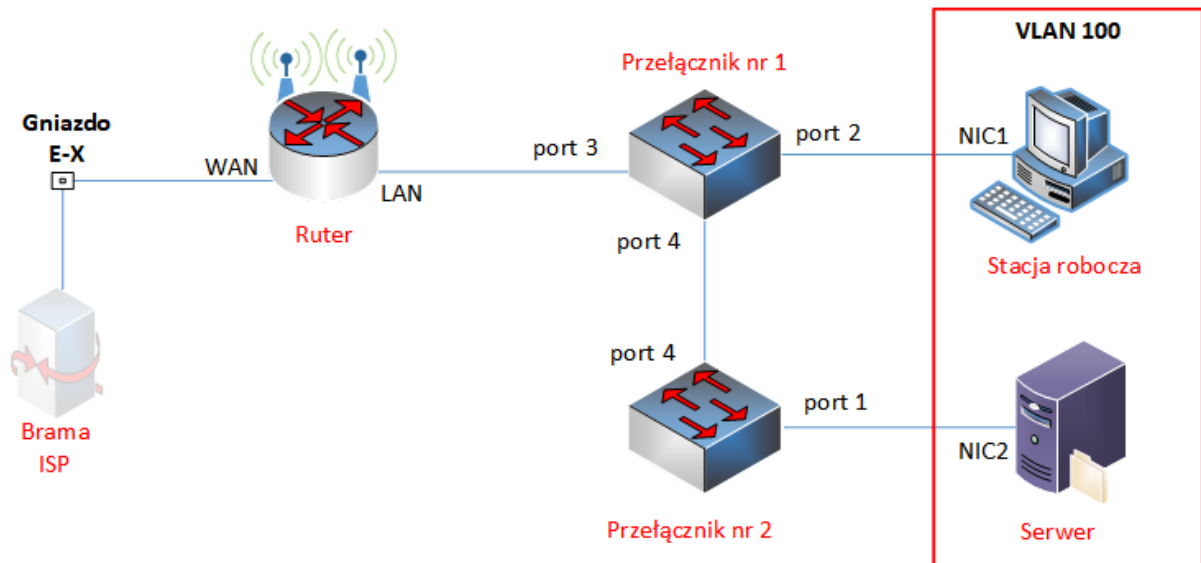 VLAN 100
Przełącznik nr 1
Gniazdo
E-X
WAN
LAN
Ruter
port 3
port 2
NIC1
port 4
Stacja robocza
port 4
port 1
NIC2
Brama
ISP
Przełącznik nr 2
Serwer